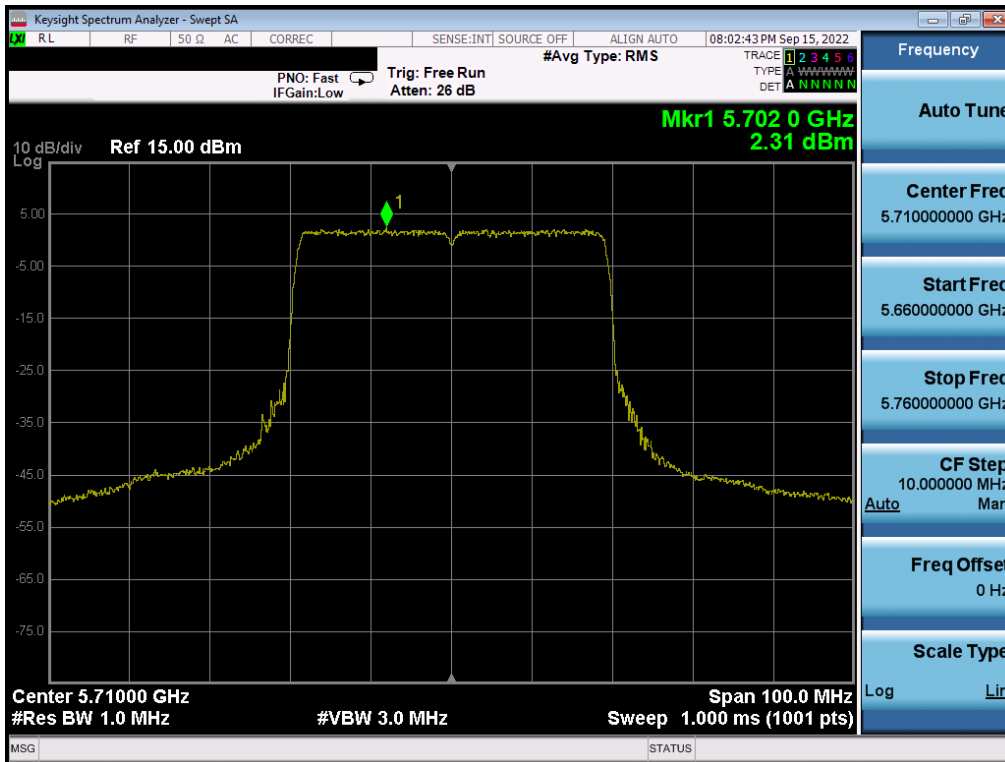 Keysight Spectrum Analyzer - Swept SA
LXI RL RF 50 Ω AC CORREC SENSE:INT SOURCE OFF ALIGN AUTO 08:02:43 PM Sep 15, 2022
#Avg Type: RMS
TRACE 1 2 3 4 5 6
TYPE A WWWWW
DET A N N N N N
PNO: Fast
IFGain:Low
Trig: Free Run
Atten: 26 dB
Mkr1 5.702 0 GHz
2.31 dBm
10 dB/div
Log
Ref 15.00 dBm
1
5.00
-5.00
-15.0
-25.0
-35.0
-45.0
-55.0
-65.0
-75.0
Center 5.71000 GHz
Span 100.0 MHz
#Res BW 1.0 MHz
#VBW 3.0 MHz
Sweep 1.000 ms (1001 pts)
MSG
STATUS
Frequency
Auto Tune
Center Freq
5.710000000 GHz
Start Freq
5.660000000 GHz
Stop Freq
5.760000000 GHz
CF Step
10.000000 MHz
Auto Man
Freq Offset
0 Hz
Scale Type
Log Lin